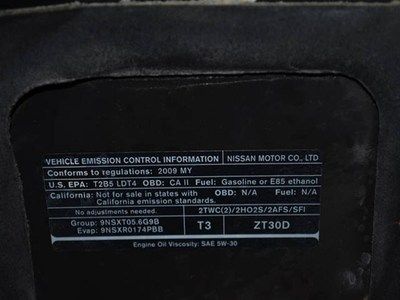 VEHICLE EMISSION CONTROL INFORMATION NISSAN MOTOR CO., LTD
Conforms to regulations: 2009 MY
U.S. EPA: T2B5 LDT4 OBD: CA II Fuel: Gasoline or E85 ethanol
California: Not for sale in states with OBD: N/A Fuel: N/A
California emission standards.
No adjustments needed. 2TWC(2)/2HO2S/2AFS/SFI
Group: 9NSXT05.6G9B T3 ZT30D
Evap: 9NSXR0174PBB
Engine Oil Viscosity: SAE 5W-30